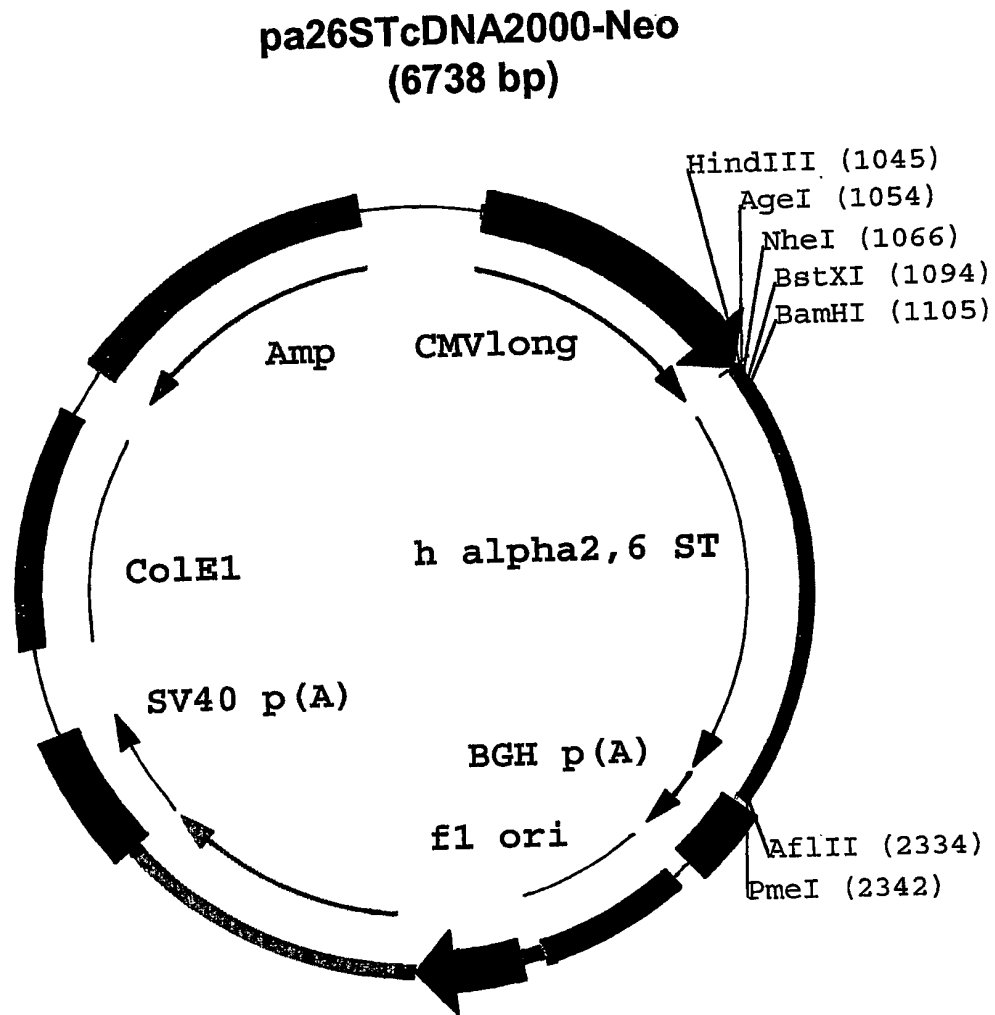 pa26STcDNA2000-Neo
(6738 bp)
HindIII (1045)
AgeI (1054)
NheI (1066)
BstXI (1094)
BamHI (1105)
Amp
CMVlong
ColE1
h alpha2,6 ST
SV40 p(A)
BGH p(A)
f1 ori
AflII (2334)
PmeI (2342)